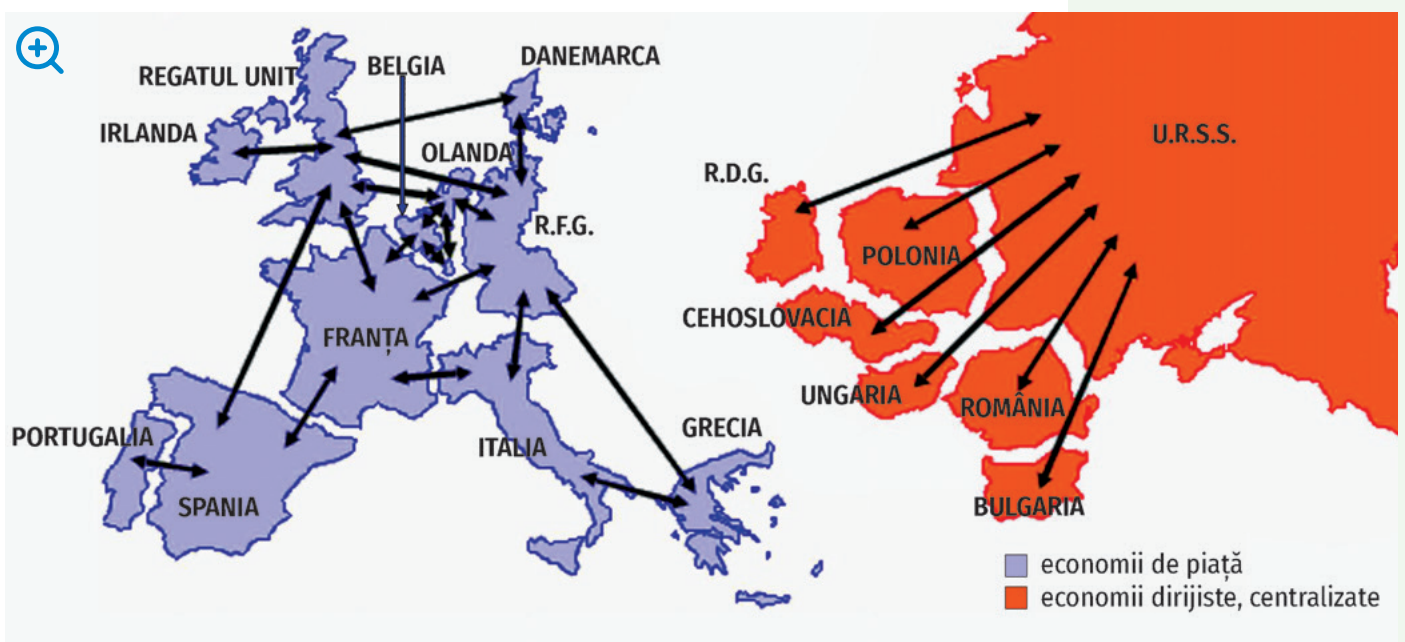 DANEMARCA
BELGIA
REGATUL UNIT
IRLANDA
OLANDA
U.R.S.S.
R.D.G.
R.F.G.
POLONIA
CEHOSLOVACIA
FRANȚA
UNGARIA
ROMÂNIA
GRECIA
PORTUGALIA
ITALIA
SPANIA
BULGARIA
economii de piață
economii dirijiste, centralizate